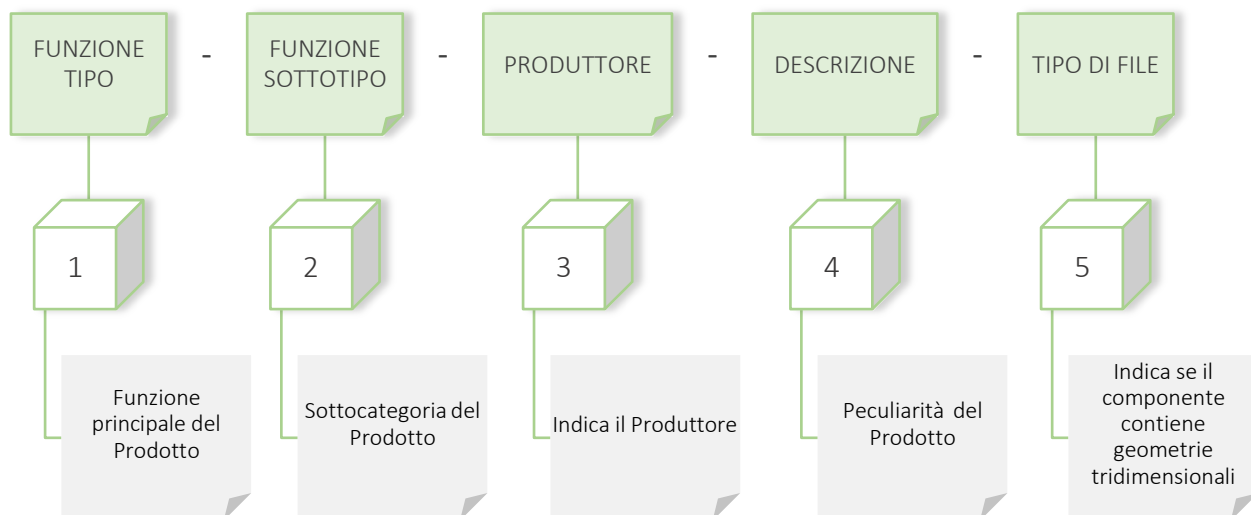 FUNZIONE
TIPO
-
FUNZIONE
SOTTOTIPO
-
PRODUTTORE
-
DESCRIZIONE
-
TIPO DI FILE
1
2
3
4
5
Funzione
principale del
Prodotto
Sottocategoria del
Prodotto
Indica il Produttore
Peculiarità del
Prodotto
Indica se il
componente
contiene
geometrie
tridimensionali